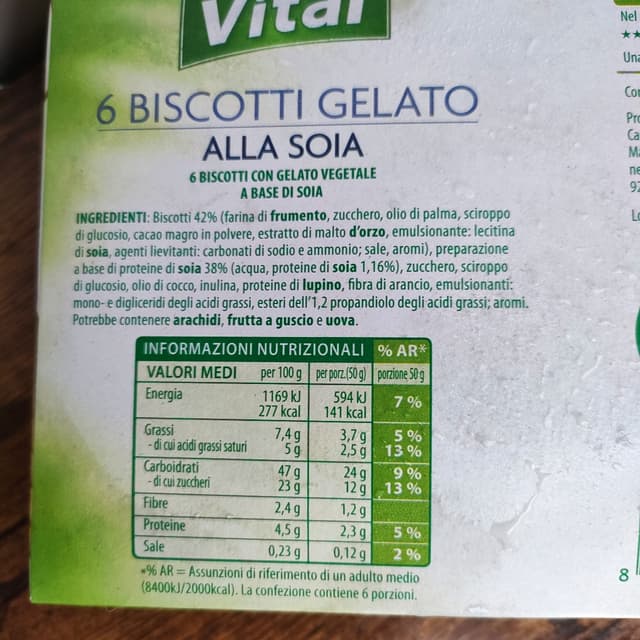 Vital
6 BISCOTTI GELATO
ALLA SOIA
6 BISCOTTI CON GELATO VEGETALE
A BASE DI SOIA
INGREDIENTI: Biscotti 42% (farina di frumento, zucchero, olio di palma, sciroppo
di glucosio, cacao magro in polvere, estratto di malto d'orzo, emulsionante: lecitina
di soia, agenti lievitanti: carbonati di sodio e ammonio; sale, aromi), preparazione
a base di proteine di soia 38% (acqua, proteine di soia 1,16%), zucchero, sciroppo
di glucosio, olio di cocco, inulina, proteine di lupino, fibra di arancio, emulsionanti:
mono- e digliceridi degli acidi grassi, esteri dell'1,2 propandiolo degli acidi grassi; aromi.
Potrebbe contenere arachidi, frutta a guscio e uova.
INFORMAZIONI NUTRIZIONALI % AR*
VALORI MEDI per 100 g per porz.(50 g) porzione 50 g
Energia 1169 kJ 594 kJ 7 %
277 kcal 141 kcal
Grassi 7,4 g 3,7 g 5 %
- di cui acidi grassi saturi 5 g 2,5 g 13 %
Carboidrati 47 g 24 g 9 %
- di cui zuccheri 23 g 12 g 13 %
Fibre 2,4 g 1,2 g
Proteine 4,5 g 2,3 g 5 %
Sale 0,23 g 0,12 g 2 %
*% AR = Assunzioni di riferimento di un adulto medio
(8400kJ/2000kcal). La confezione contiene 6 porzioni.
Nel
★★
8